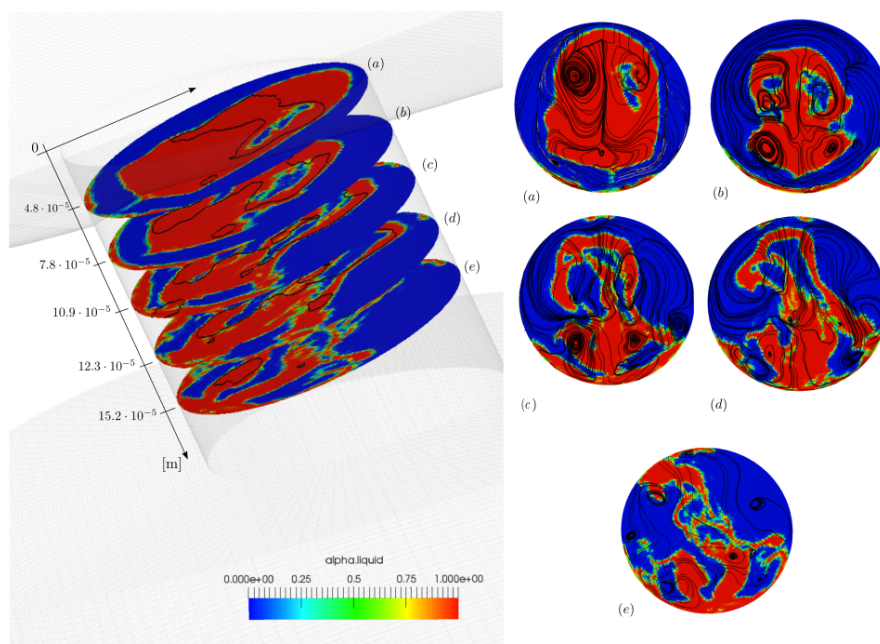 (a)
(b)
(c)
(d)
(e)
0
4.8 · 10⁻⁵
7.8 · 10⁻⁵
10.9 · 10⁻⁵
12.3 · 10⁻⁵
15.2 · 10⁻⁵
[m]
alpha.liquid
0.000e+00 0.25 0.5 0.75 1.000e+00
(a)
(b)
(c)
(d)
(e)